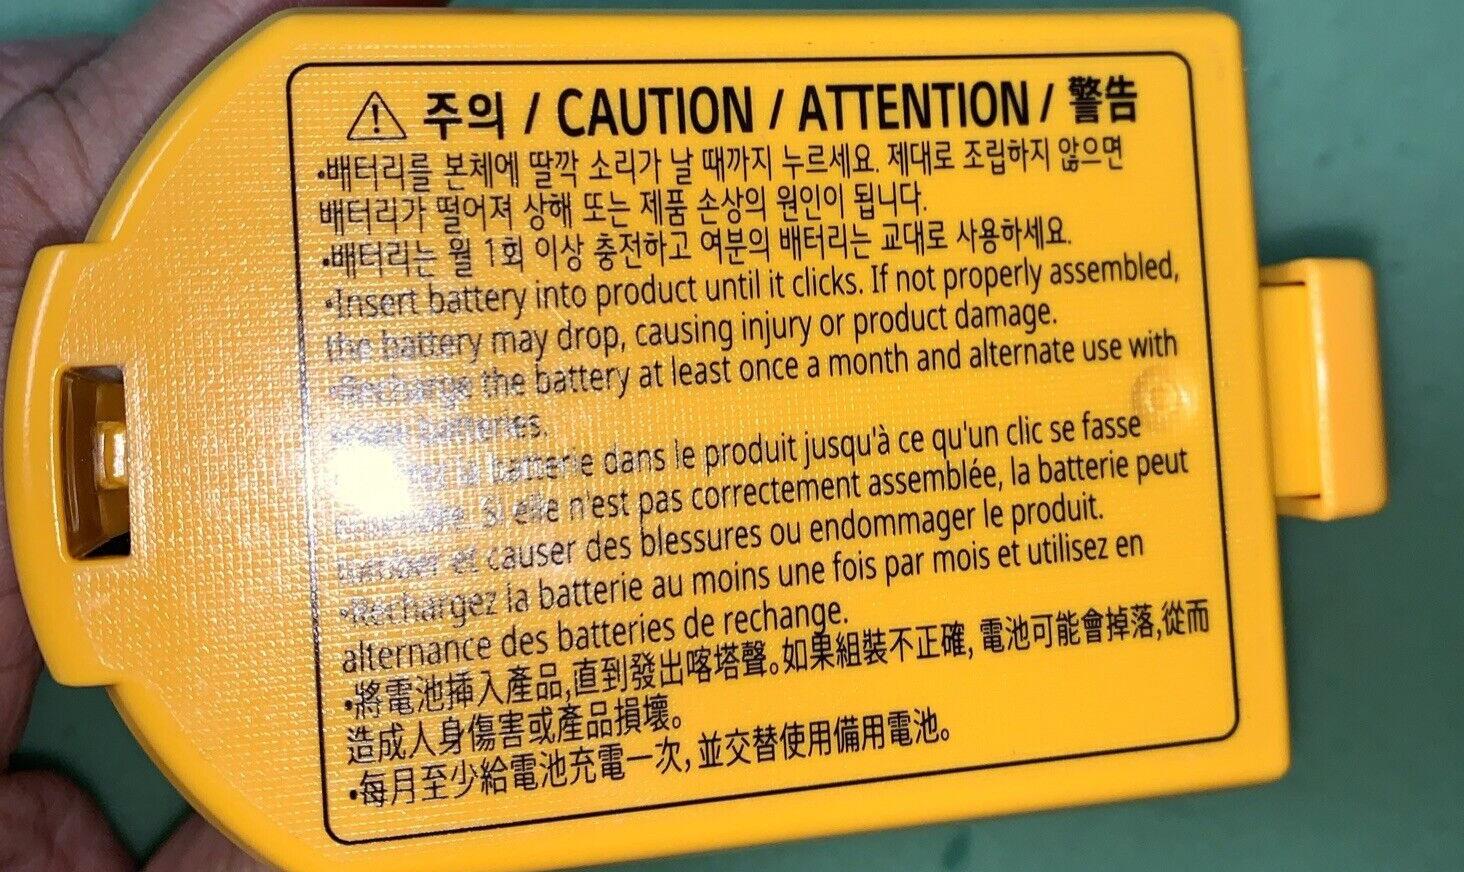 주의 / CAUTION / ATTENTION / 警告
•배터리를 본체에 딸깍 소리가 날 때까지 누르세요. 제대로 조립하지 않으면
배터리가 떨어져 상해 또는 제품 손상의 원인이 됩니다.
•배터리는 월 1회 이상 충전하고 여분의 배터리는 교대로 사용하세요.
•Insert battery into product until it clicks. If not properly assembled,
the battery may drop, causing injury or product damage.
•Recharge the battery at least once a month and alternate use with
batteries.
la batterie dans le produit jusqu'à ce qu'un clic se fasse
Si elle n'est pas correctement assemblée, la batterie peut
tomber et causer des blessures ou endommager le produit.
•Rechargez la batterie au moins une fois par mois et utilisez en
alternance des batteries de rechange.
•將電池插入產品,直到發出喀塔聲。如果組裝不正確, 電池可能會掉落,從而
造成人身傷害或產品損壞。
•每月至少給電池充電一次, 並交替使用備用電池。